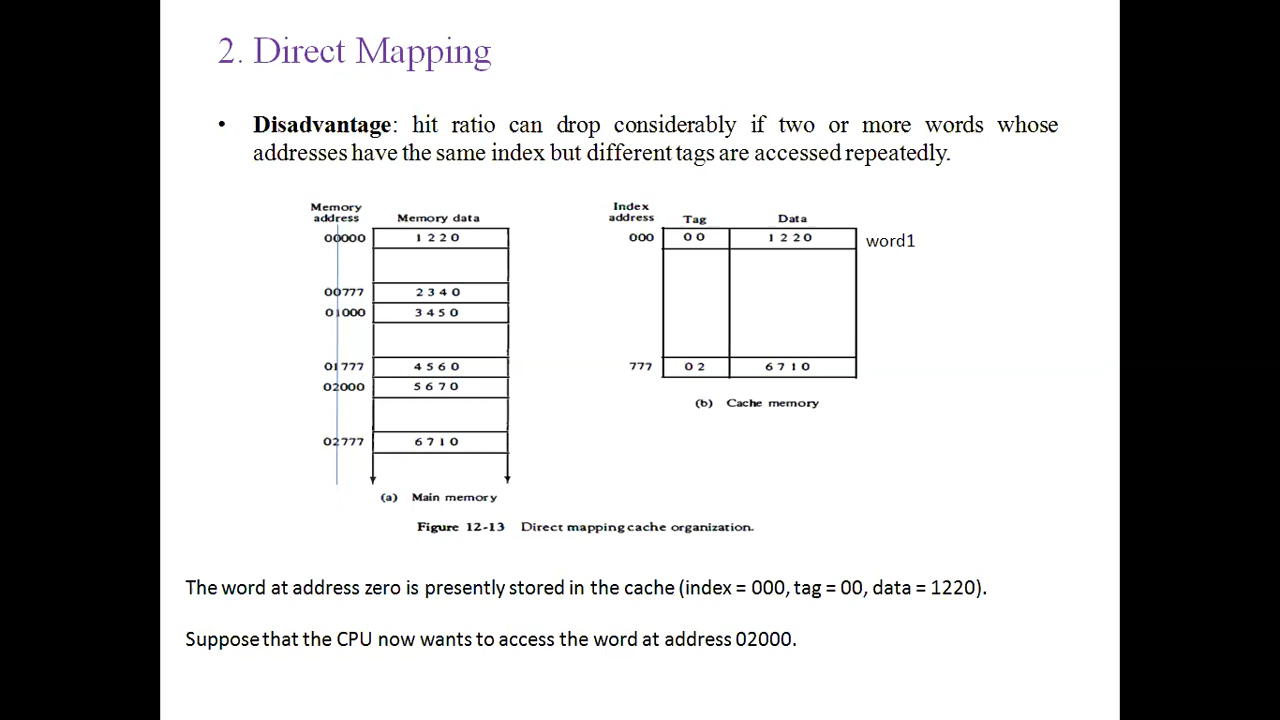 2. Direct Mapping
• Disadvantage: hit ratio can drop considerably if two or more words whose
addresses have the same index but different tags are accessed repeatedly.
Memory
address Memory data
00000 1 2 2 0
00777 2 3 4 0
01000 3 4 5 0
01777 4 5 6 0
02000 5 6 7 0
02777 6 7 1 0
(a) Main memory
Index
address Tag Data
000 0 0 1 2 2 0 word1
777 0 2 6 7 1 0
(b) Cache memory
Figure 12-13 Direct mapping cache organization.
The word at address zero is presently stored in the cache (index = 000, tag = 00, data = 1220).
Suppose that the CPU now wants to access the word at address 02000.